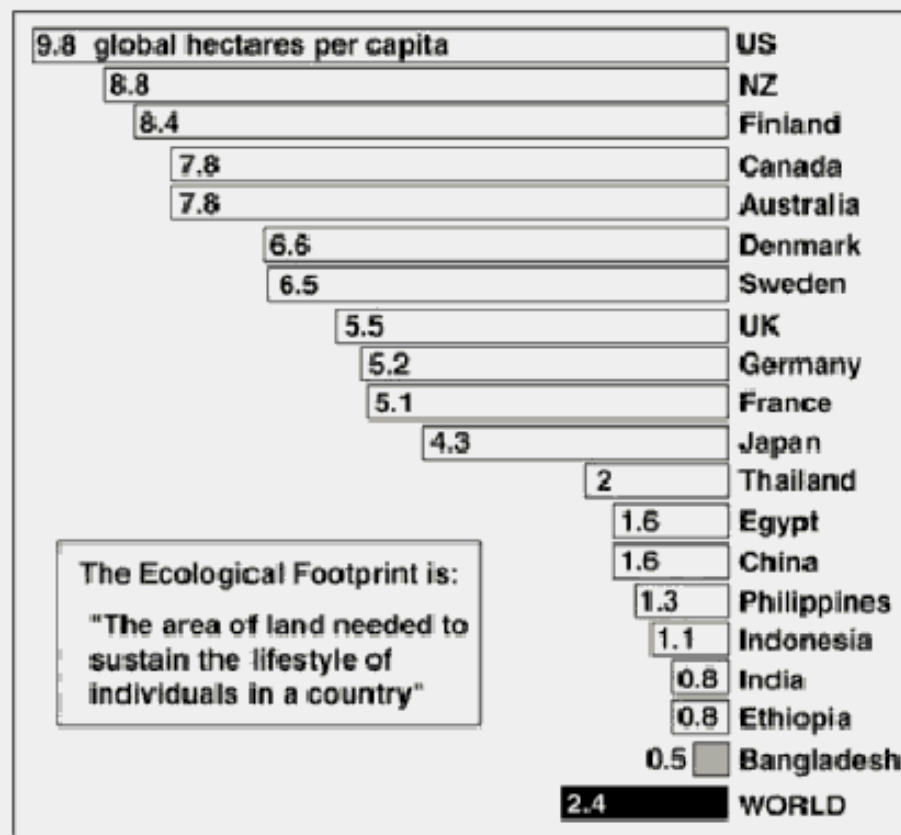 9.8 global hectares per capita US
8.8 NZ
8.4 Finland
7.8 Canada
7.8 Australia
6.6 Denmark
6.5 Sweden
5.5 UK
5.2 Germany
5.1 France
4.3 Japan
2 Thailand
1.6 Egypt
1.6 China
1.3 Philippines
1.1 Indonesia
0.8 India
0.8 Ethiopia
0.5 Bangladesh
2.4 WORLD
The Ecological Footprint is:
"The area of land needed to
sustain the lifestyle of
individuals in a country"